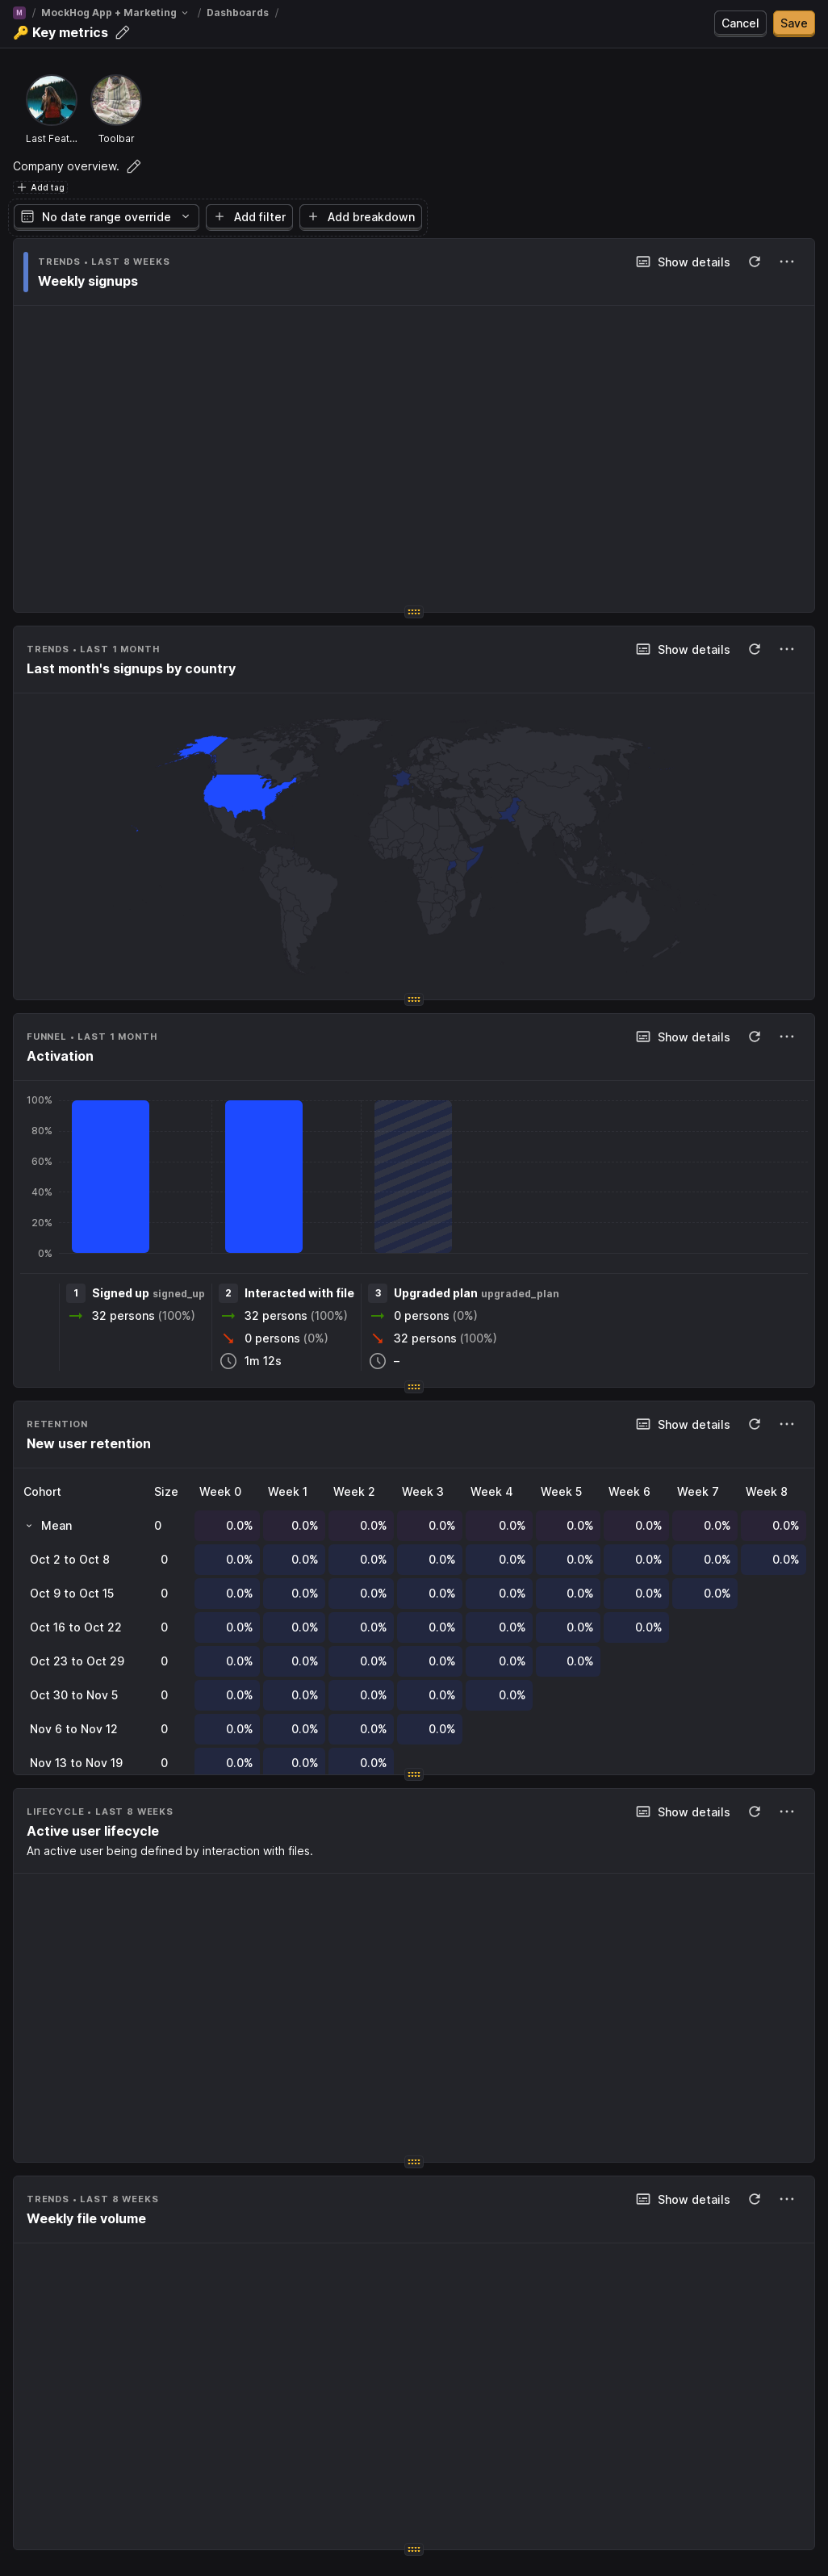 M / MockHog App + Marketing / Dashboards /
🔑 Key metrics
Cancel
Save
Last Feat...
Toolbar
Company overview.
Add tag
No date range override
Add filter
Add breakdown
TRENDS • LAST 8 WEEKS
Show details
Weekly signups
TRENDS • LAST 1 MONTH
Show details
Last month's signups by country
FUNNEL • LAST 1 MONTH
Show details
Activation
100%
80%
60%
40%
20%
0%
1 Signed up signed_up
32 persons (100%)
2 Interacted with file
32 persons (100%)
0 persons (0%)
1m 12s
3 Upgraded plan upgraded_plan
0 persons (0%)
32 persons (100%)
–
RETENTION
Show details
New user retention
Cohort Size Week 0 Week 1 Week 2 Week 3 Week 4 Week 5 Week 6 Week 7 Week 8
Mean 0 0.0% 0.0% 0.0% 0.0% 0.0% 0.0% 0.0% 0.0% 0.0%
Oct 2 to Oct 8 0 0.0% 0.0% 0.0% 0.0% 0.0% 0.0% 0.0% 0.0% 0.0%
Oct 9 to Oct 15 0 0.0% 0.0% 0.0% 0.0% 0.0% 0.0% 0.0% 0.0%
Oct 16 to Oct 22 0 0.0% 0.0% 0.0% 0.0% 0.0% 0.0% 0.0%
Oct 23 to Oct 29 0 0.0% 0.0% 0.0% 0.0% 0.0% 0.0%
Oct 30 to Nov 5 0 0.0% 0.0% 0.0% 0.0% 0.0%
Nov 6 to Nov 12 0 0.0% 0.0% 0.0% 0.0%
Nov 13 to Nov 19 0 0.0% 0.0% 0.0%
LIFECYCLE • LAST 8 WEEKS
Show details
Active user lifecycle
An active user being defined by interaction with files.
TRENDS • LAST 8 WEEKS
Show details
Weekly file volume